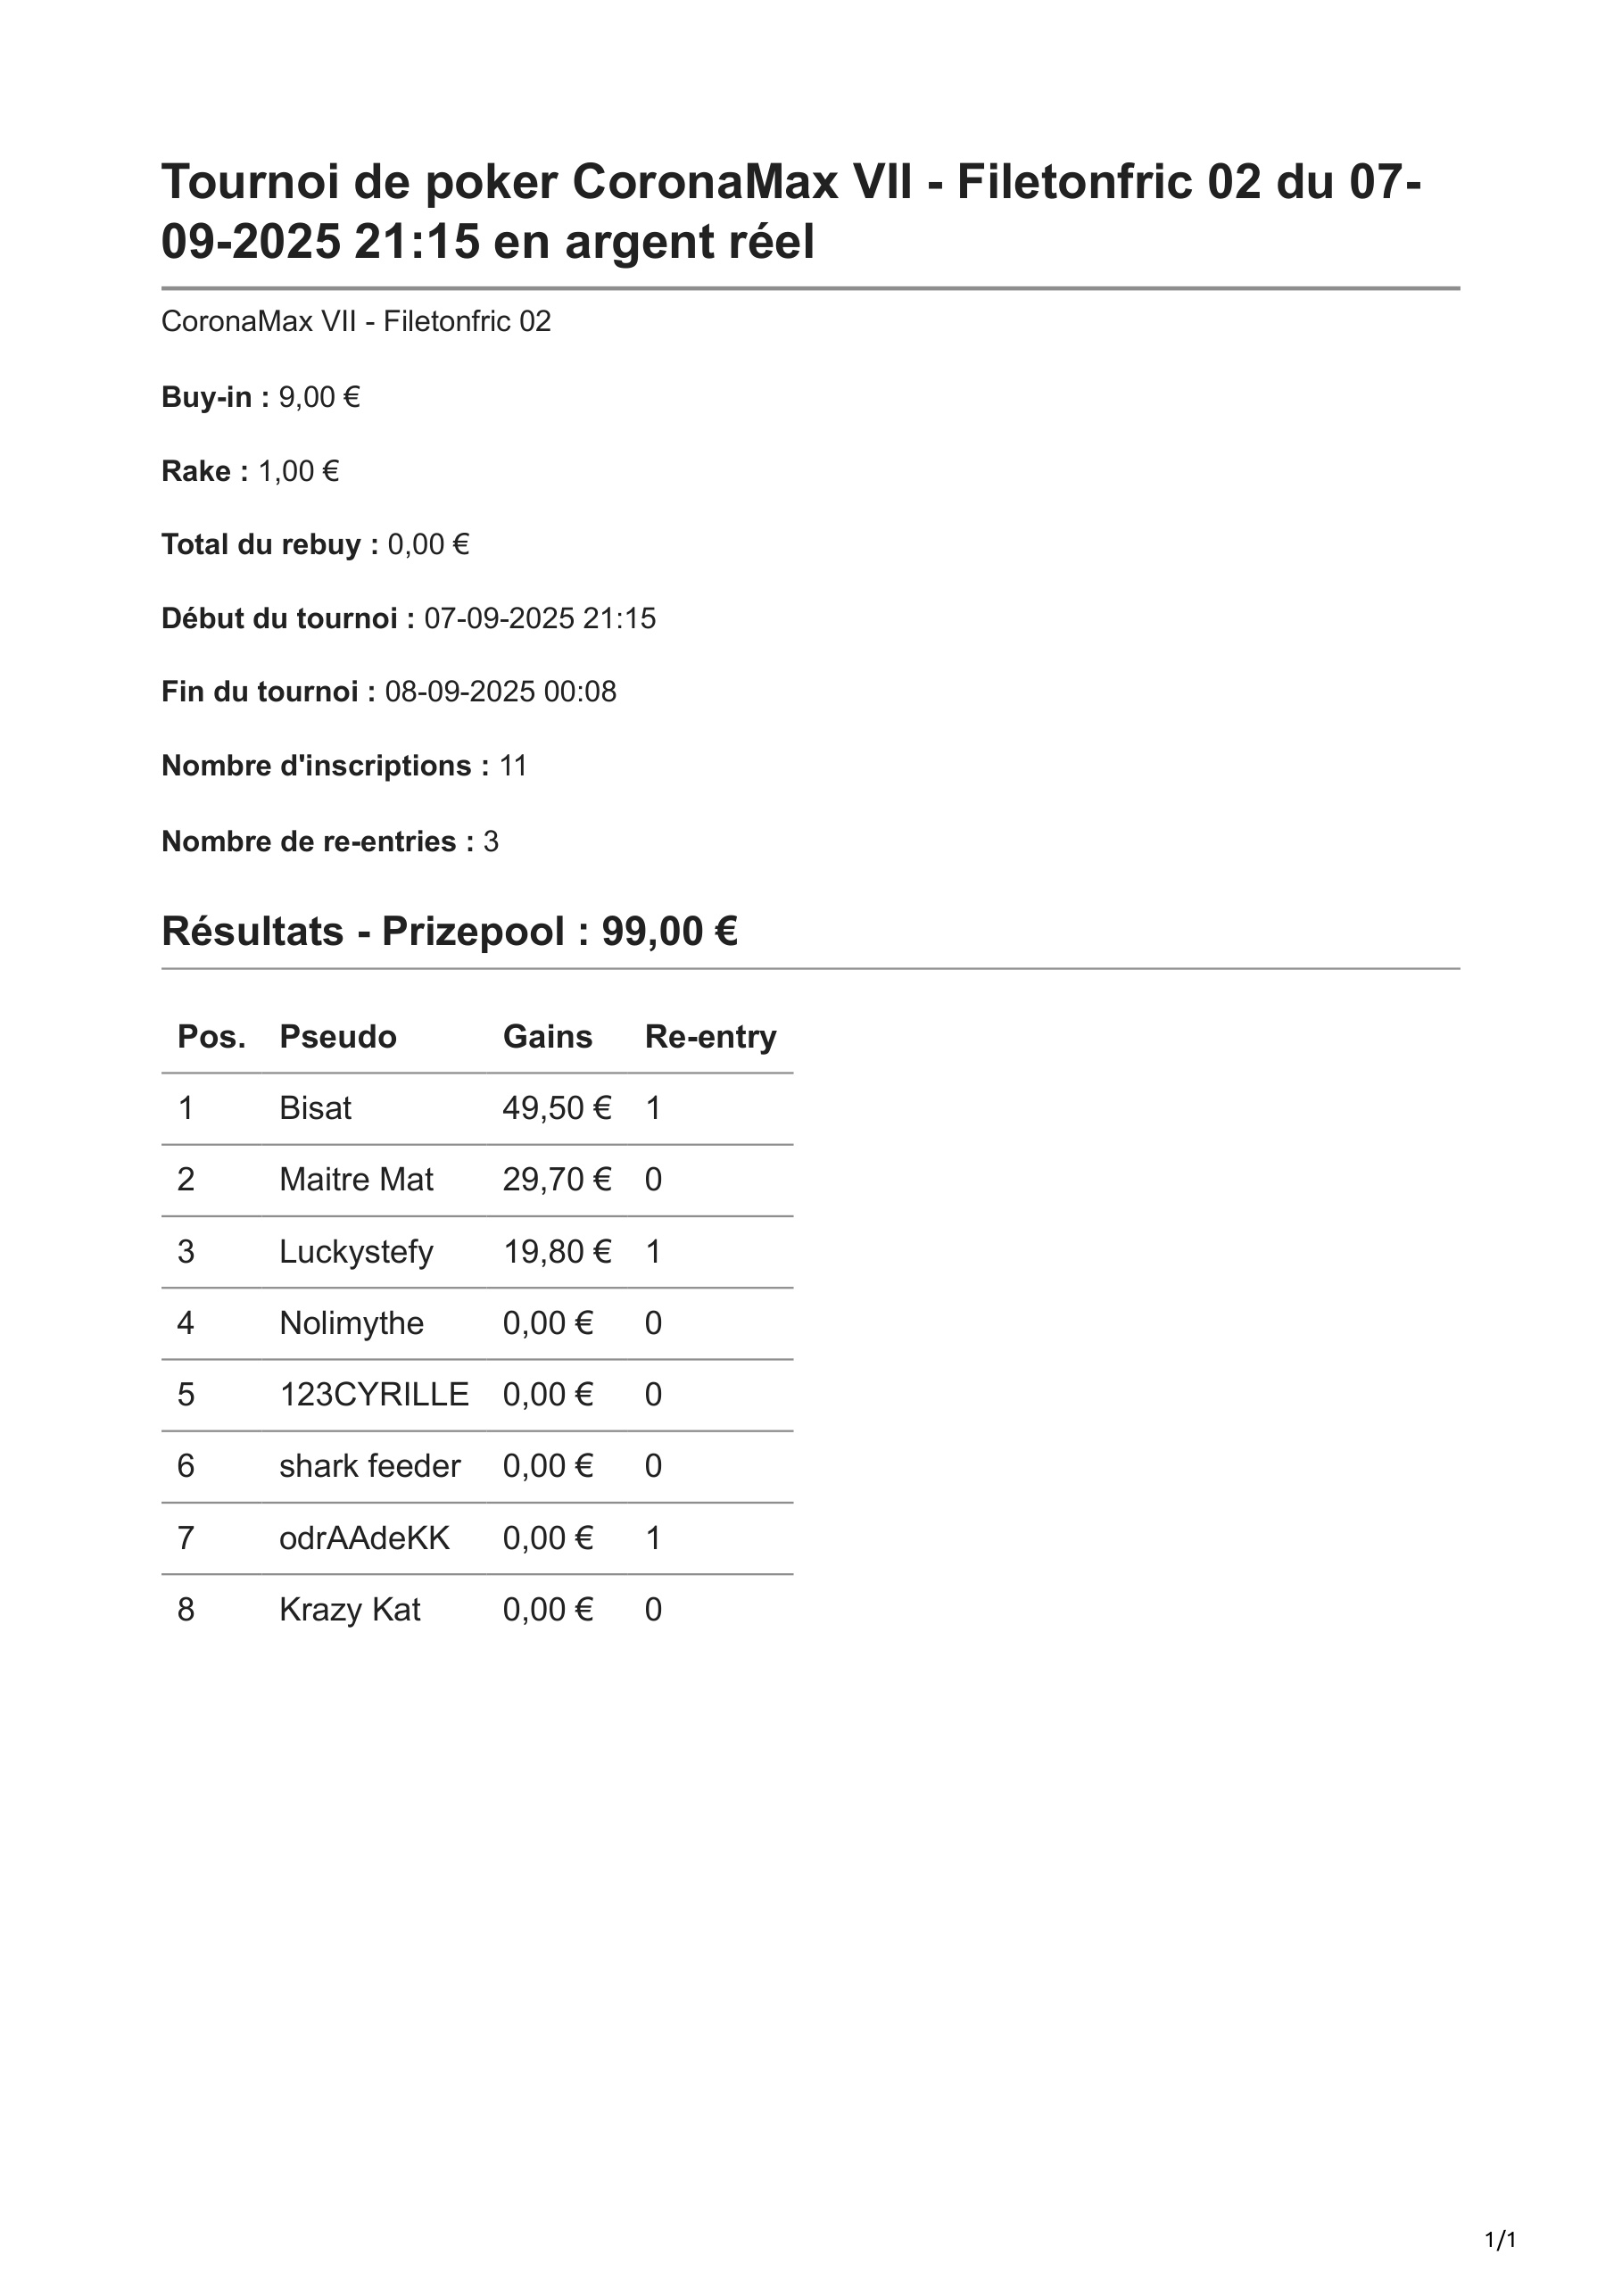 Tournoi de poker CoronaMax VII - Filetonfric 02 du 07-
09-2025 21:15 en argent réel
CoronaMax VII - Filetonfric 02
Buy-in : 9,00 €
Rake : 1,00 €
Total du rebuy : 0,00 €
Début du tournoi : 07-09-2025 21:15
Fin du tournoi : 08-09-2025 00:08
Nombre d'inscriptions : 11
Nombre de re-entries : 3
Résultats - Prizepool : 99,00 €
Pos. Pseudo Gains Re-entry
1 Bisat 49,50 € 1
2 Maitre Mat 29,70 € 0
3 Luckystefy 19,80 € 1
4 Nolimythe 0,00 € 0
5 123CYRILLE 0,00 € 0
6 shark feeder 0,00 € 0
7 odrAAdeKK 0,00 € 1
8 Krazy Kat 0,00 € 0
1/1